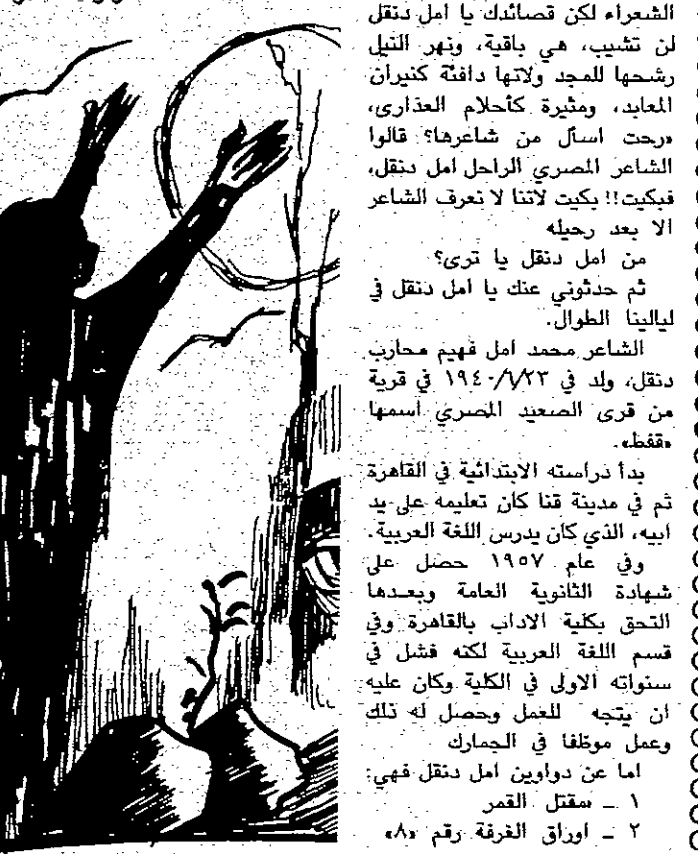 الشعراء لكن قصائدك يا امل دنقل
لن تشيب، هي باقية، ونهر النيل
رشحها للمجد ولانها دافئة كنيران
المعابد، ومثيرة كأحلام العذارى،
«رحت اسأل من شاعرها؟ قالوا
الشاعر المصري الراحل امل دنقل،
فبكيت!! بكيت لاننا لا نعرف الشاعر
الا بعد رحيله
من امل دنقل يا ترى؟
ثم حدثوني عنك يا امل دنقل في
ليالينا الطوال.
الشاعر محمد امل فهيم محارب
دنقل، ولد في ١٩٤٠/٧/٢٣ في قرية
من قرى الصعيد المصري اسمها
«قفط».
بدأ دراسته الابتدائية في القاهرة
ثم في مدينة قنا كان تعليمه على يد
ابيه، الذي كان يدرس اللغة العربية.
وفي عام ١٩٥٧ حصل على
شهادة الثانوية العامة وبعدها
التحق بكلية الاداب بالقاهرة وفي
قسم اللغة العربية لكنه فشل في
سنواته الاولى في الكلية وكان عليه
ان يتجه للعمل وحصل له ذلك
وعمل موظفا في الجمارك
اما عن دواوين امل دنقل فهي:
١ ـ مقتل القمر
٢ ـ اوراق الغرفة رقم «٨»